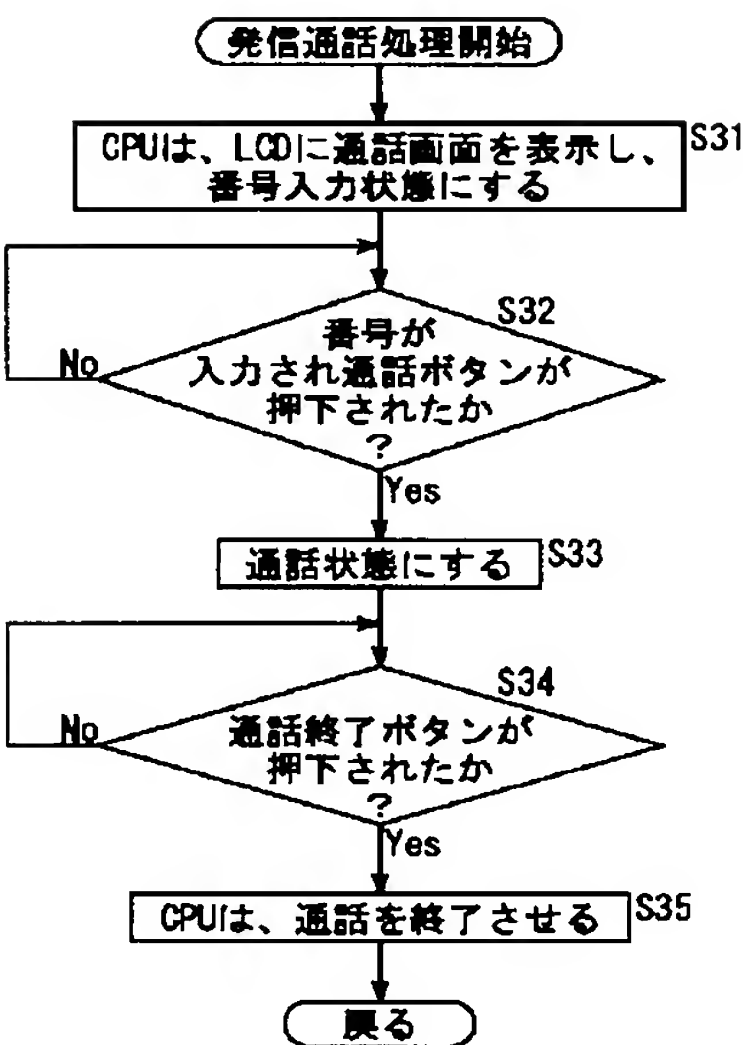 発信通話処理開始
CPUは、LCDに通話画面を表示し、
番号入力状態にする
S31
S32
番号が
入力され通話ボタンが
押下されたか
?
No
Yes
通話状態にする
S33
S34
通話終了ボタンが
押下されたか
?
No
Yes
CPUは、通話を終了させる
S35
戻る